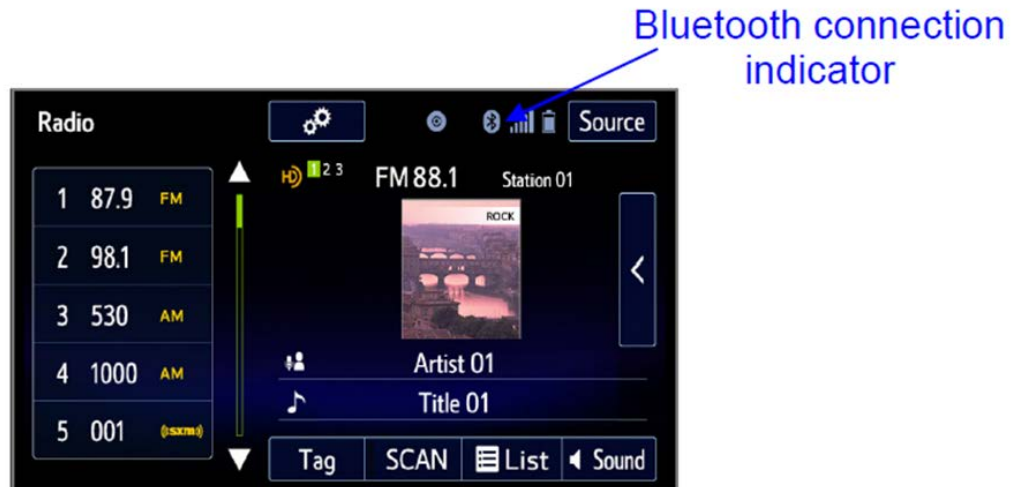 Bluetooth connection
indicator
Radio
Source
HD 1 2 3
FM 88.1 Station 01
ROCK
1 87.9 FM
2 98.1 FM
3 530 AM
4 1000 AM
5 001 ((sxm))
Artist 01
Title 01
Tag SCAN List Sound